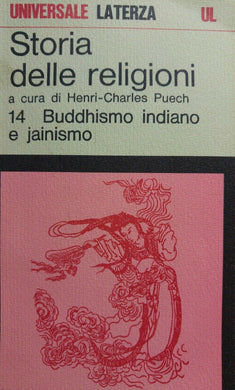 UNIVERSALE LATERZA UL
Storia
delle religioni
a cura di Henri-Charles Puech
14 Buddhismo indiano
e jainismo